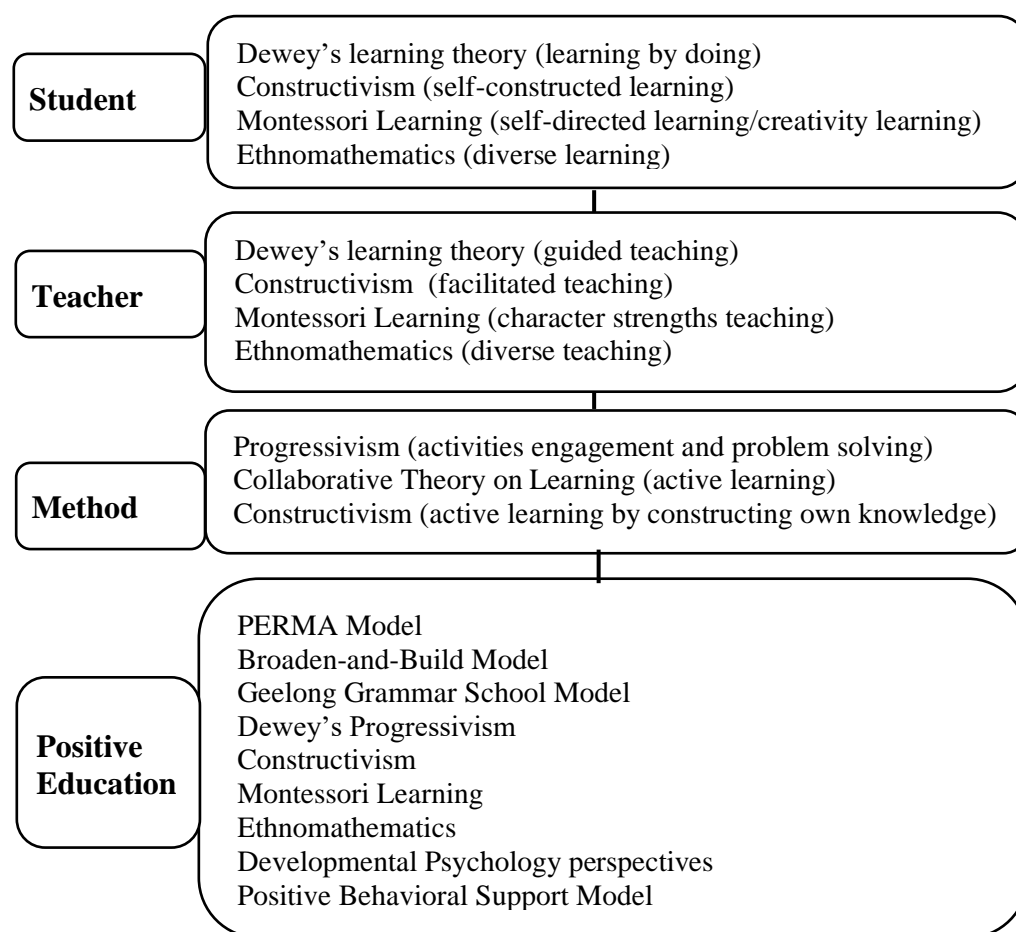 Student
Dewey’s learning theory (learning by doing)
Constructivism (self-constructed learning)
Montessori Learning (self-directed learning/creativity learning)
Ethnomathematics (diverse learning)
Teacher
Dewey’s learning theory (guided teaching)
Constructivism  (facilitated teaching)
Montessori Learning (character strengths teaching)
Ethnomathematics (diverse teaching)
Method
Progressivism (activities engagement and problem solving)
Collaborative Theory on Learning (active learning)
Constructivism (active learning by constructing own knowledge)
Positive
Education
PERMA Model
Broaden-and-Build Model
Geelong Grammar School Model
Dewey’s Progressivism
Constructivism
Montessori Learning
Ethnomathematics
Developmental Psychology perspectives
Positive Behavioral Support Model